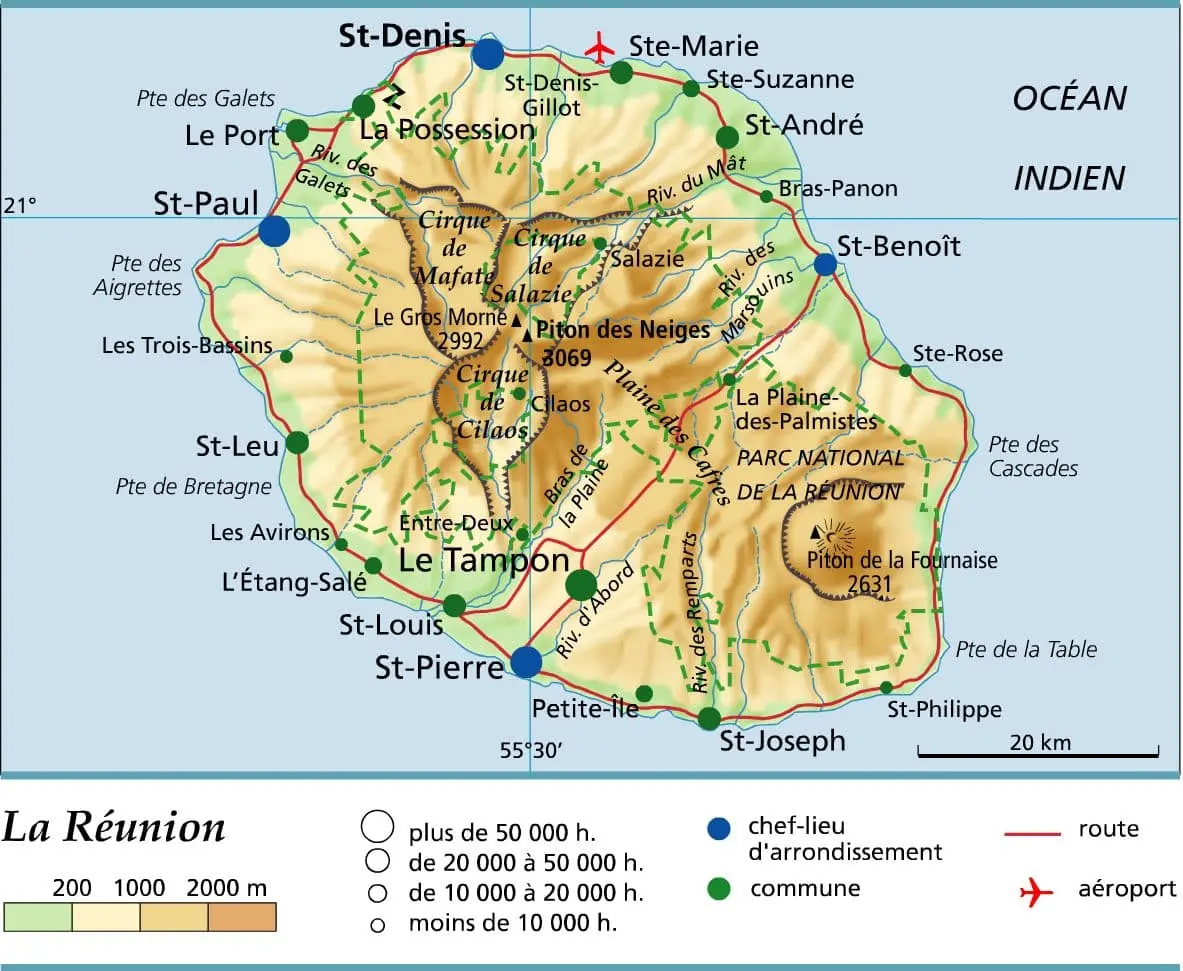 St-Denis
Ste-Marie
St-Denis-
Gillot
Ste-Suzanne
Pte des Galets
La Possession
Le Port
St-André
OCÉAN
INDIEN
Riv. des
Galets
Riv. du Mât
Bras-Panon
21°
St-Paul
Cirque
de
Mafate
Cirque
de
Salazie
Salazie
St-Benoît
Riv. des
Marsouins
Pte des
Aigrettes
Le Gros Morne
2992
Piton des Neiges
3069
Les Trois-Bassins
Ste-Rose
Cirque
de
Cilaos
Cilaos
Plaine des Cafres
La Plaine-
des-Palmistes
St-Leu
Pte des
Cascades
PARC NATIONAL
DE LA RÉUNION
Pte de Bretagne
Bras de
la Plaine
Les Avirons
Entre-Deux
Le Tampon
Piton de la Fournaise
2631
L'Étang-Salé
Riv. d'Abord
Riv. des Remparts
St-Louis
St-Pierre
Pte de la Table
Petite-Île
St-Philippe
St-Joseph
55°30'
20 km
La Réunion
200 1000 2000 m
plus de 50 000 h.
de 20 000 à 50 000 h.
de 10 000 à 20 000 h.
moins de 10 000 h.
chef-lieu
d'arrondissement
commune
route
aéroport